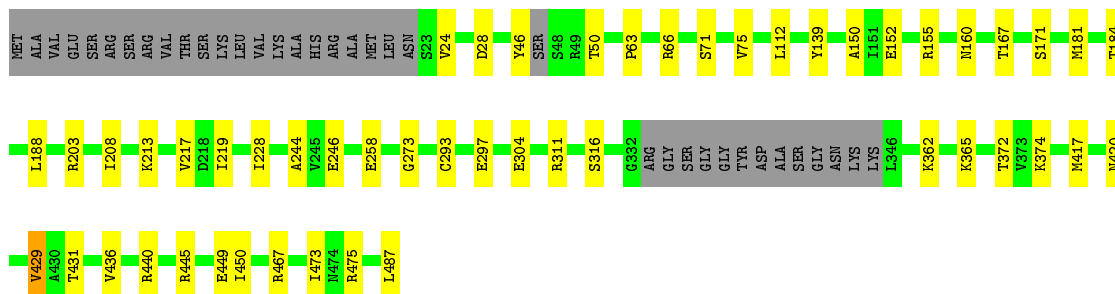 MET ALA VAL GLU SER ARG SER ARG VAL THR SER LYS LEU VAL LYS ALA HIS ARG ALA MET LEU ASN S23 V24 D28 Y46 SER S48 R49 T50 P63 R66 S71 V75 L112 Y139 A150 I151 E152 R155 N160 T167 S171 M181 T184
L188 R203 I208 K213 V217 D218 I219 I228 A244 V245 E246 E258 G273 C293 E297 E304 R311 S316 G332 ARG GLY SER GLY GLY TYR ASP ALA SER GLY ASN LYS LYS L346 K362 K365 T372 V373 K374 M417
V429 A430 T431 V436 R440 R445 E449 I450 R467 I473 N474 R475 L487